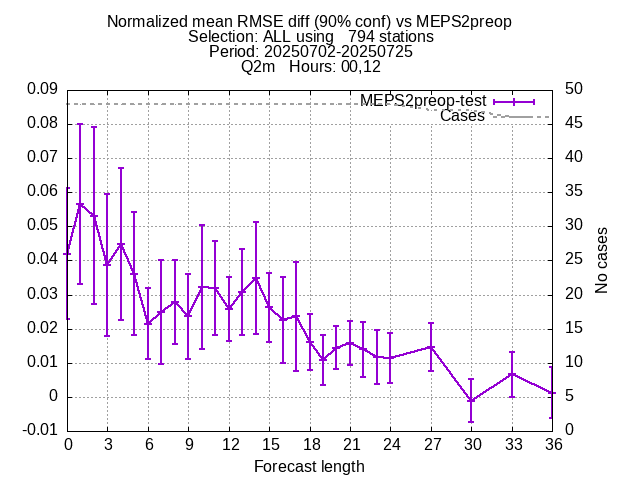 Normalized mean RMSE diff (90% conf) vs MEPS2preop
Selection: ALL using   794 stations
Period: 20250702-20250725
Q2m   Hours: 00,12
MEPS2preop-test
Cases
0.09
0.08
0.07
0.06
0.05
0.04
0.03
0.02
0.01
0
-0.01
50
45
40
35
30
25
20
15
10
5
0
No cases
0 3 6 9 12 15 18 21 24 27 30 33 36
Forecast length